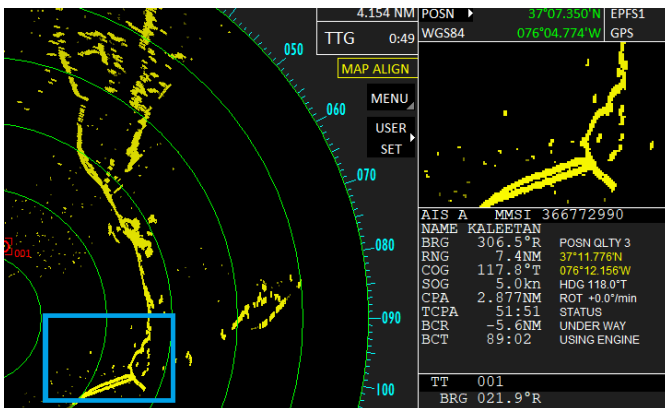 4.154 NM
TTG 0:49
MAP ALIGN
MENU
USER
SET
050
060
070
080
090
100
001
POSN 37°07.350'N EPFS1
WGS84 076°04.774'W GPS
AIS A MMSI 366772990
NAME KALEETAN
BRG 306.5°R POSN QLTY 3
RNG 7.4NM 37°11.776'N
COG 117.8°T 076°12.156'W
SOG 5.0kn HDG 118.0°T
CPA 2.877NM ROT +0.0°/min
TCPA 51:51 STATUS
BCR -5.6NM UNDER WAY
BCT 89:02 USING ENGINE
TT 001
BRG 021.9°R